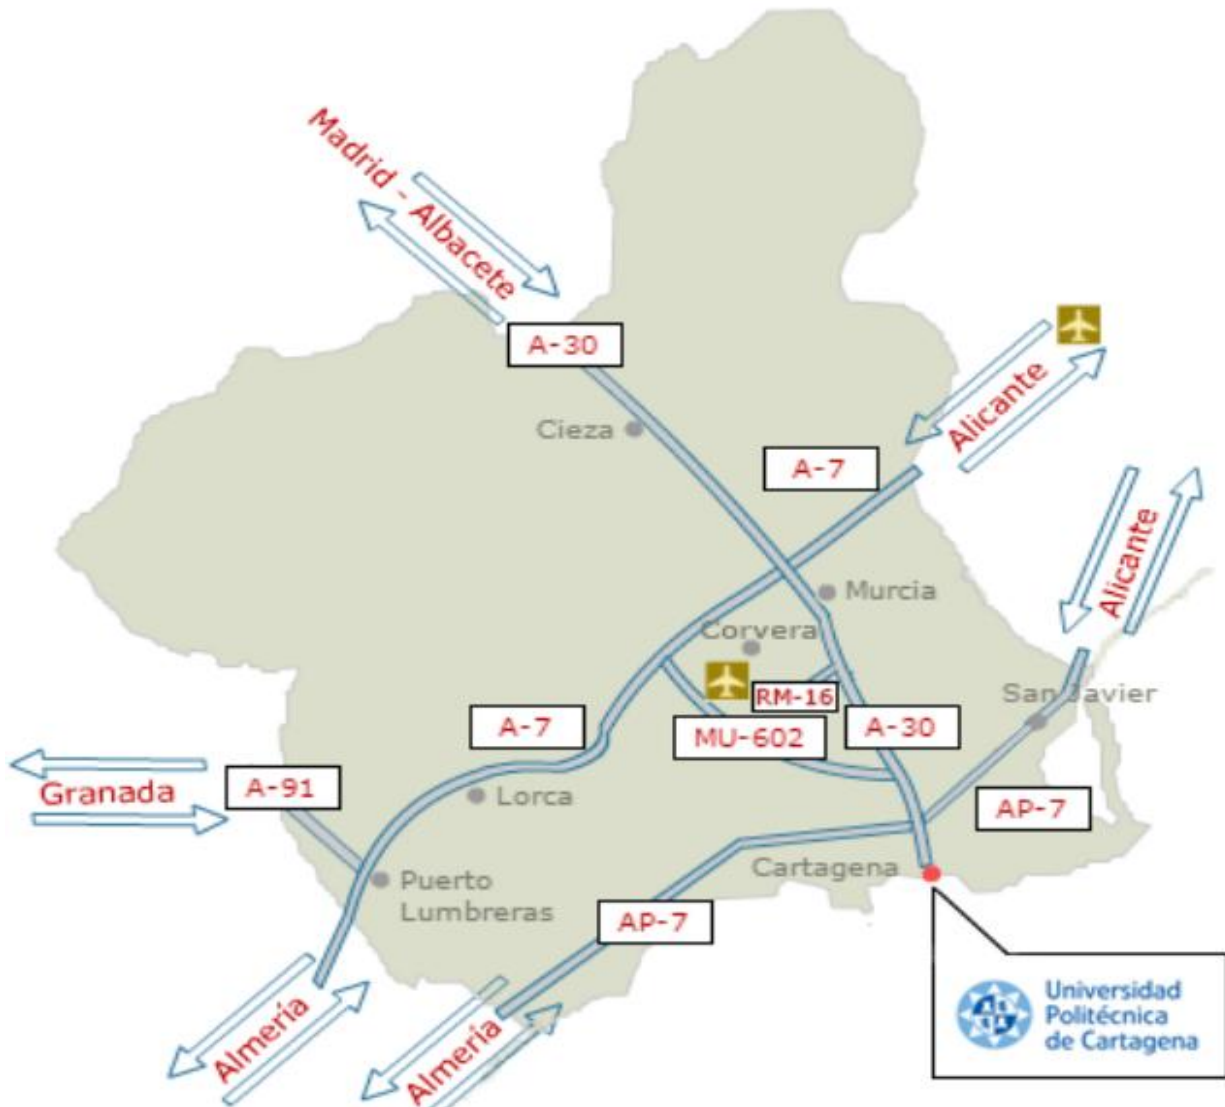 Madrid - Albacete
A-30
Cieza
Alicante
A-7
Alicante
Murcia
Corvera
RM-16
San Javier
A-7
MU-602
A-30
Granada
A-91
Lorca
AP-7
Cartagena
Puerto
Lumbreras
AP-7
Almería
Almería
Universidad
Politécnica
de Cartagena